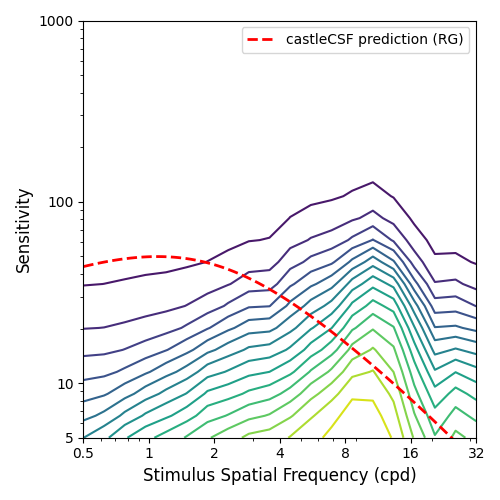 1000
castleCSF prediction (RG)
100
Sensitivity
10
5
0.5 1 2 4 8 16 32
Stimulus Spatial Frequency (cpd)